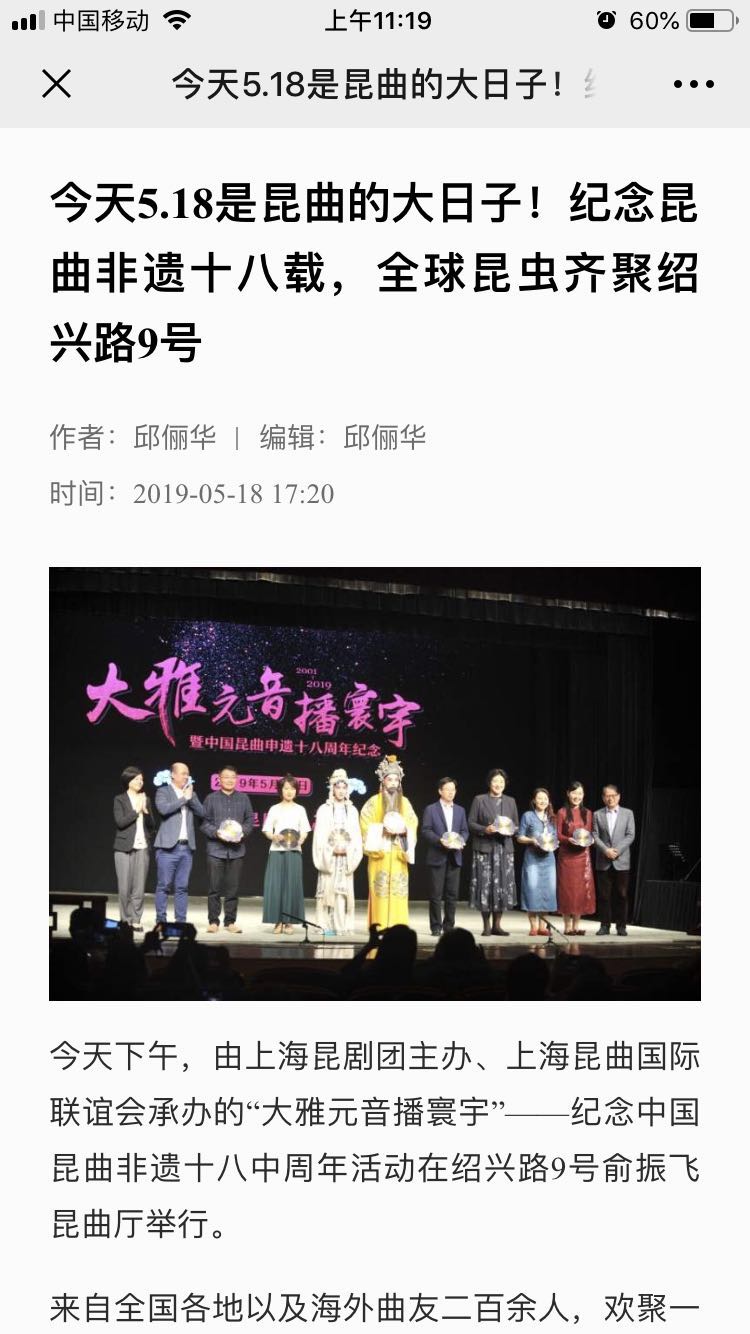 中国移动
上午11:19
60%
今天5.18是昆曲的大日子！
今天5.18是昆曲的大日子！纪念昆
曲非遗十八载，全球昆虫齐聚绍
兴路9号
作者：邱俪华 | 编辑：邱俪华
时间：2019-05-18 17:20
2001
2019
大雅元音播寰宇
暨中国昆曲申遗十八周年纪念
今天下午，由上海昆剧团主办、上海昆曲国际
联谊会承办的“大雅元音播寰宇”——纪念中国
昆曲非遗十八中周年活动在绍兴路9号俞振飞
昆曲厅举行。
来自全国各地以及海外曲友二百余人，欢聚一